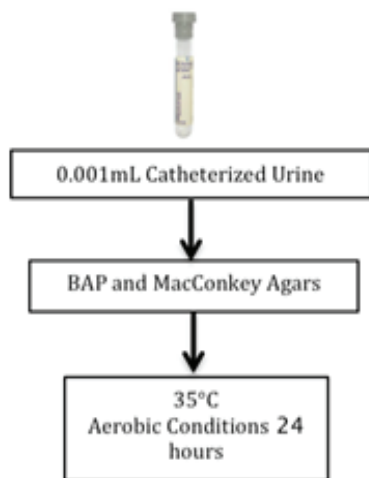 0.001mL Catheterized Urine
BAP and MacConkey Agars
35°C
Aerobic Conditions 24
hours